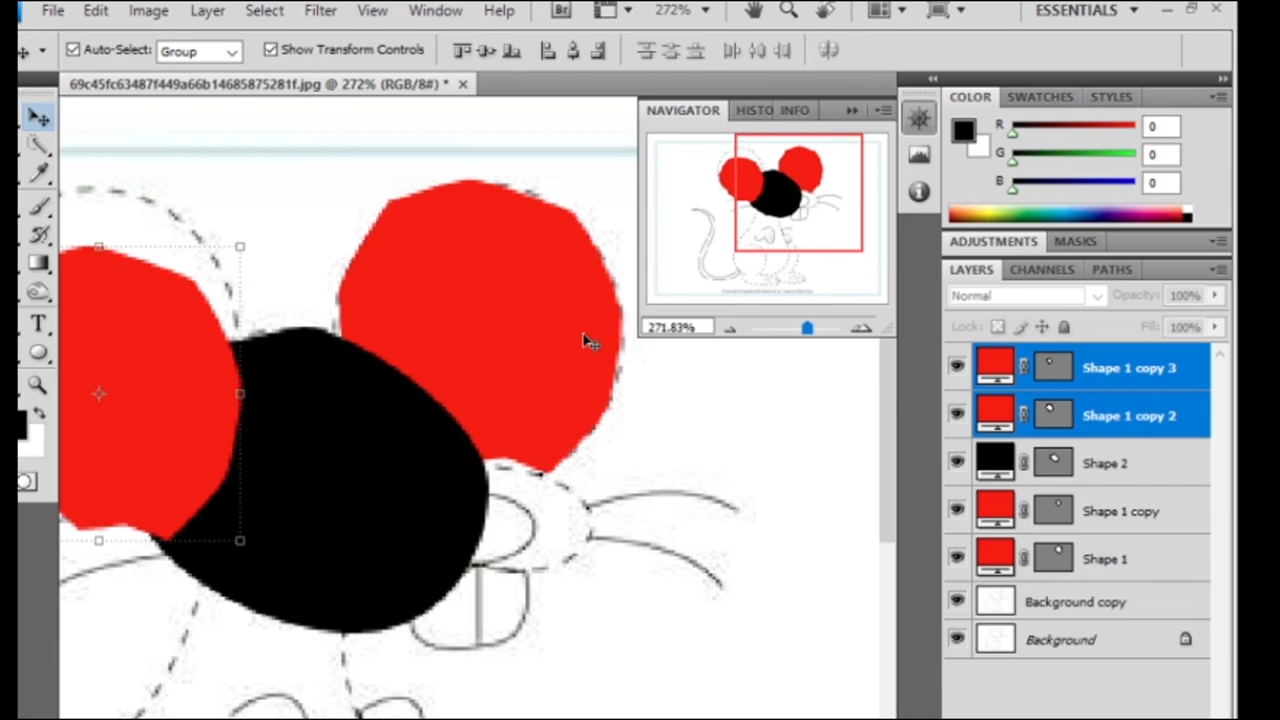 File Edit Image Layer Select Filter View Window Help Br 272% ESSENTIALS
Auto-Select: Group Show Transform Controls
69c45fc63487f449a66b14685875281f.jpg @ 272% (RGB/8#) *
NAVIGATOR HISTO INFO
271.83%
COLOR SWATCHES STYLES
R 0
G 0
B 0
ADJUSTMENTS MASKS
LAYERS CHANNELS PATHS
Normal Opacity: 100%
Lock: Fill: 100%
Shape 1 copy 3
Shape 1 copy 2
Shape 2
Shape 1 copy
Shape 1
Background copy
Background
T